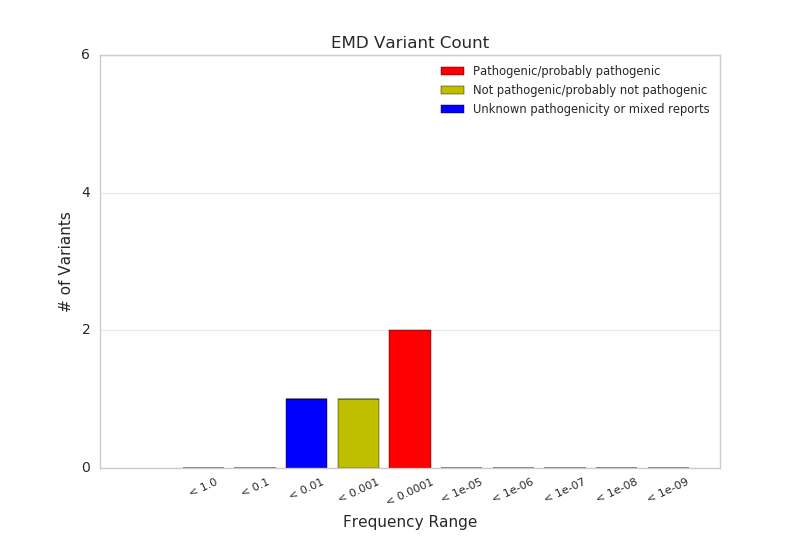 EMD Variant Count
6
4
2
0
# of Variants
Pathogenic/probably pathogenic
Not pathogenic/probably not pathogenic
Unknown pathogenicity or mixed reports
< 1.0
< 0.1
< 0.01
< 0.001
< 0.0001
< 1e-05
< 1e-06
< 1e-07
< 1e-08
< 1e-09
Frequency Range